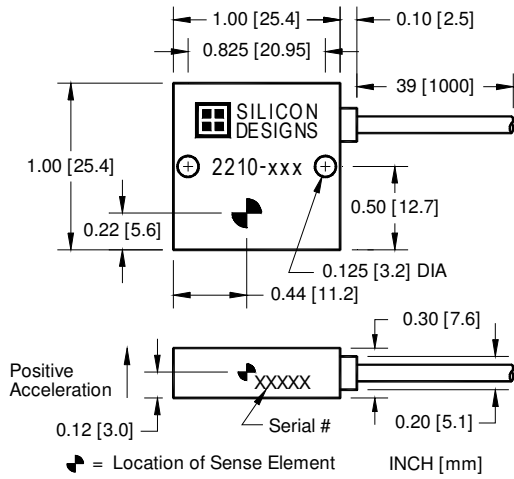 1.00 [25.4]
0.10 [2.5]
0.825 [20.95]
39 [1000]
SILICON
DESIGNS
2210-xxx
1.00 [25.4]
0.50 [12.7]
0.22 [5.6]
0.125 [3.2] DIA
0.44 [11.2]
0.30 [7.6]
Positive
Acceleration
XXXXX
0.12 [3.0]
Serial #
0.20 [5.1]
= Location of Sense Element
INCH [mm]